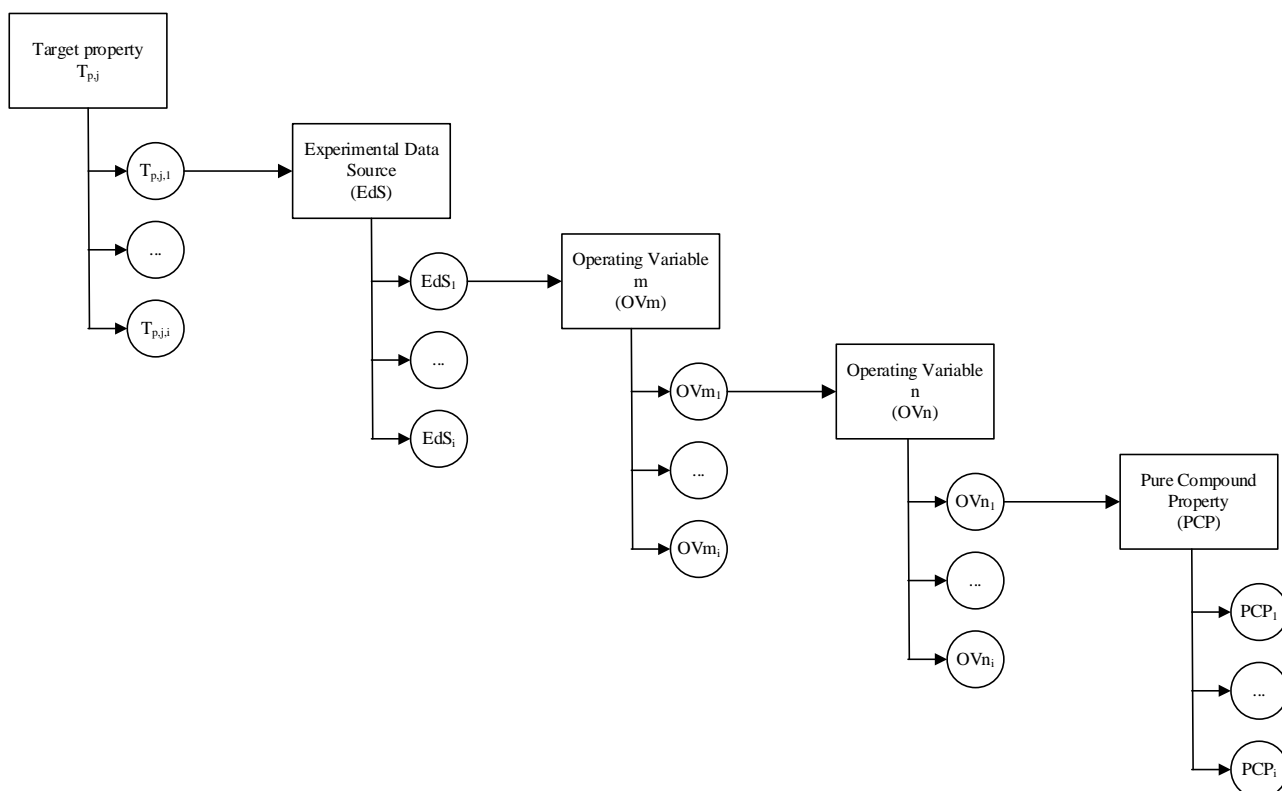 Target property
Tp,j
Tp,j,1
...
Tp,j,i
Experimental Data
Source
(EdS)
EdS1
...
EdSi
Operating Variable
m
(OVm)
OVm1
...
OVmi
Operating Variable
n
(OVn)
OVn1
...
OVni
Pure Compound
Property
(PCP)
PCP1
...
PCPi